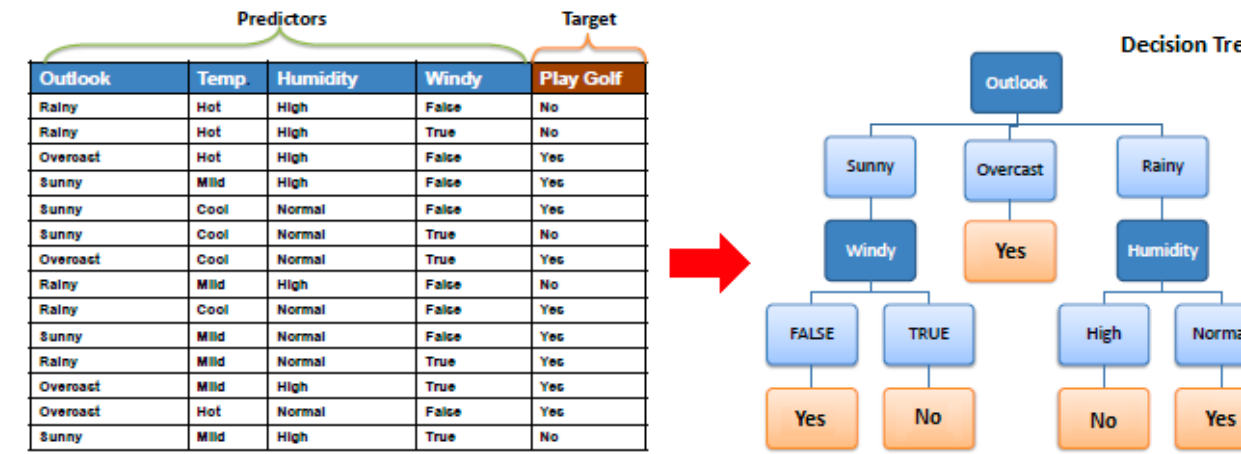 Predictors Target
Outlook Temp. Humidity Windy Play Golf
Rainy Hot High False No
Rainy Hot High True No
Overcast Hot High False Yes
Sunny Mild High False Yes
Sunny Cool Normal False Yes
Sunny Cool Normal True No
Overcast Cool Normal True Yes
Rainy Mild High False No
Rainy Cool Normal False Yes
Sunny Mild Normal False Yes
Rainy Mild Normal True Yes
Overcast Mild High True Yes
Overcast Hot Normal False Yes
Sunny Mild High True No
Decision Tre
Outlook
Sunny Overcast Rainy
Windy Yes Humidity
FALSE TRUE High Norma
Yes No No Yes